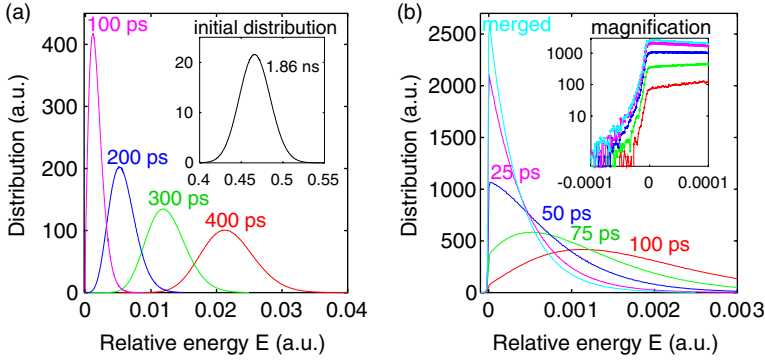 (a)
100 ps
initial distribution
1.86 ns
20
10
0
0.4
0.45
0.5
0.55
200 ps
300 ps
400 ps
400
300
200
100
0
Distribution (a.u.)
0
0.01
0.02
0.03
0.04
Relative energy E (a.u.)
(b)
merged
magnification
1000
100
10
-0.0001
0
0.0001
25 ps
50 ps
75 ps
100 ps
2500
2000
1500
1000
500
0
Distribution (a.u.)
0
0.001
0.002
0.003
Relative energy E (a.u.)